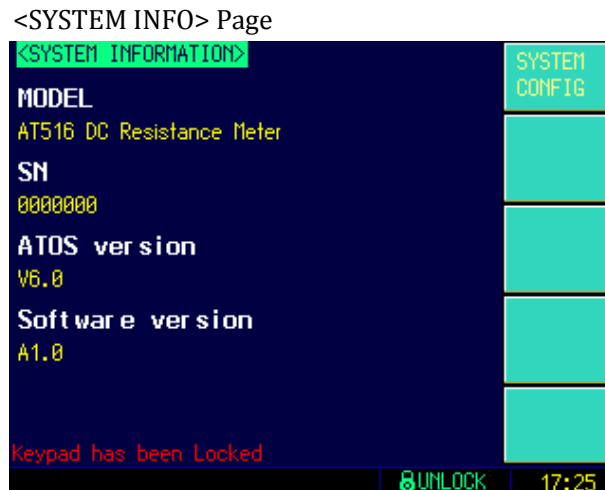 <SYSTEM INFO> Page
<SYSTEM INFORMATION>
SYSTEM
CONFIG
MODEL
AT516 DC Resistance Meter
SN
0000000
ATOS version
V6.0
Software version
A1.0
Keypad has been Locked
UNLOCK
17:25